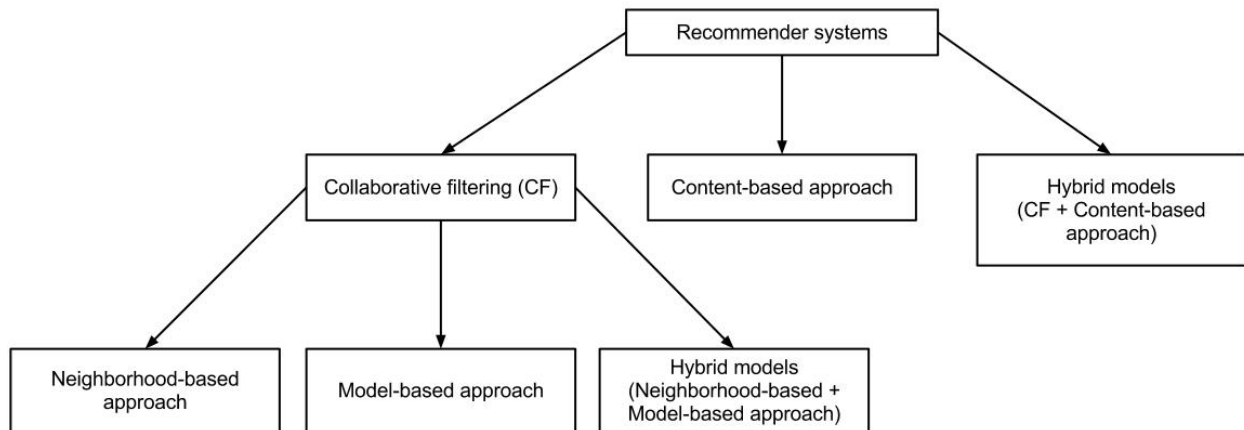 Recommender systems
Collaborative filtering (CF)
Content-based approach
Hybrid models
(CF + Content-based
approach)
Neighborhood-based
approach
Model-based approach
Hybrid models
(Neighborhood-based +
Model-based approach)